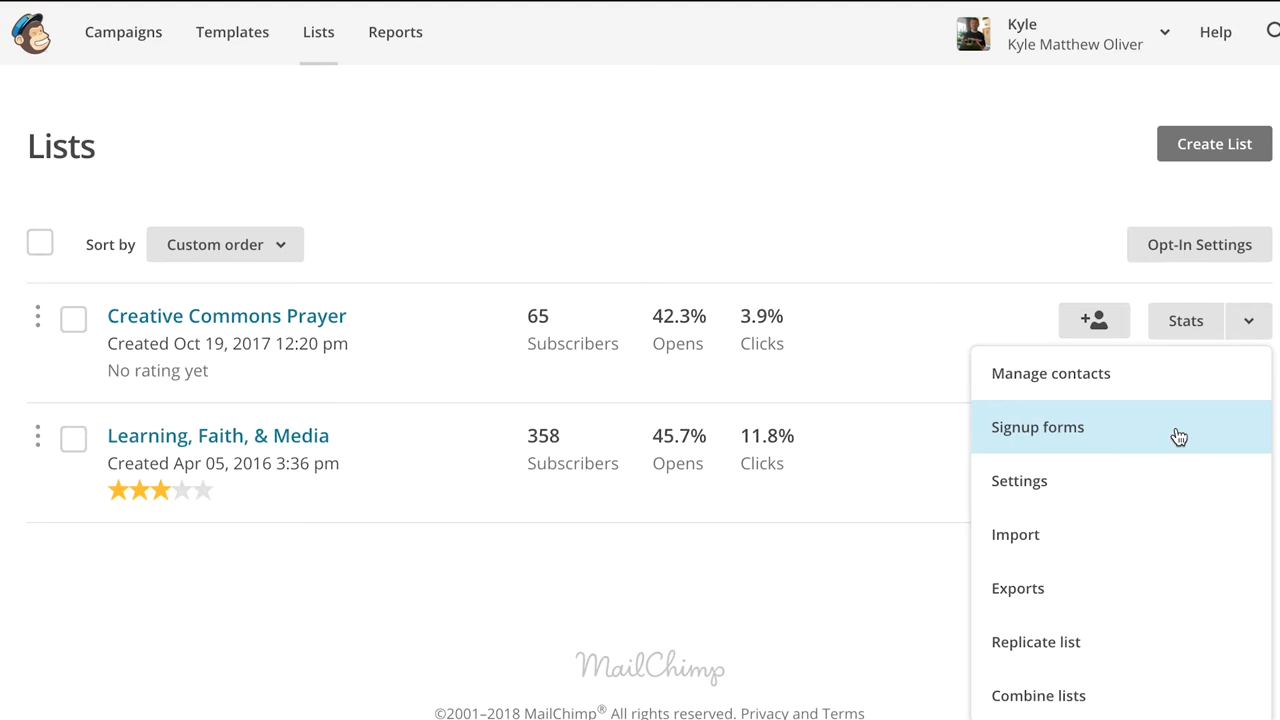 Campaigns Templates Lists Reports
Kyle
Kyle Matthew Oliver
Help
Lists
Create List
Sort by Custom order
Opt-In Settings
Creative Commons Prayer 65 42.3% 3.9%
Created Oct 19, 2017 12:20 pm Subscribers Opens Clicks
No rating yet
Stats
Manage contacts
Signup forms
Settings
Import
Exports
Replicate list
Combine lists
Learning, Faith, & Media 358 45.7% 11.8%
Created Apr 05, 2016 3:36 pm Subscribers Opens Clicks
MailChimp
©2001–2018 MailChimp® All rights reserved. Privacy and Terms